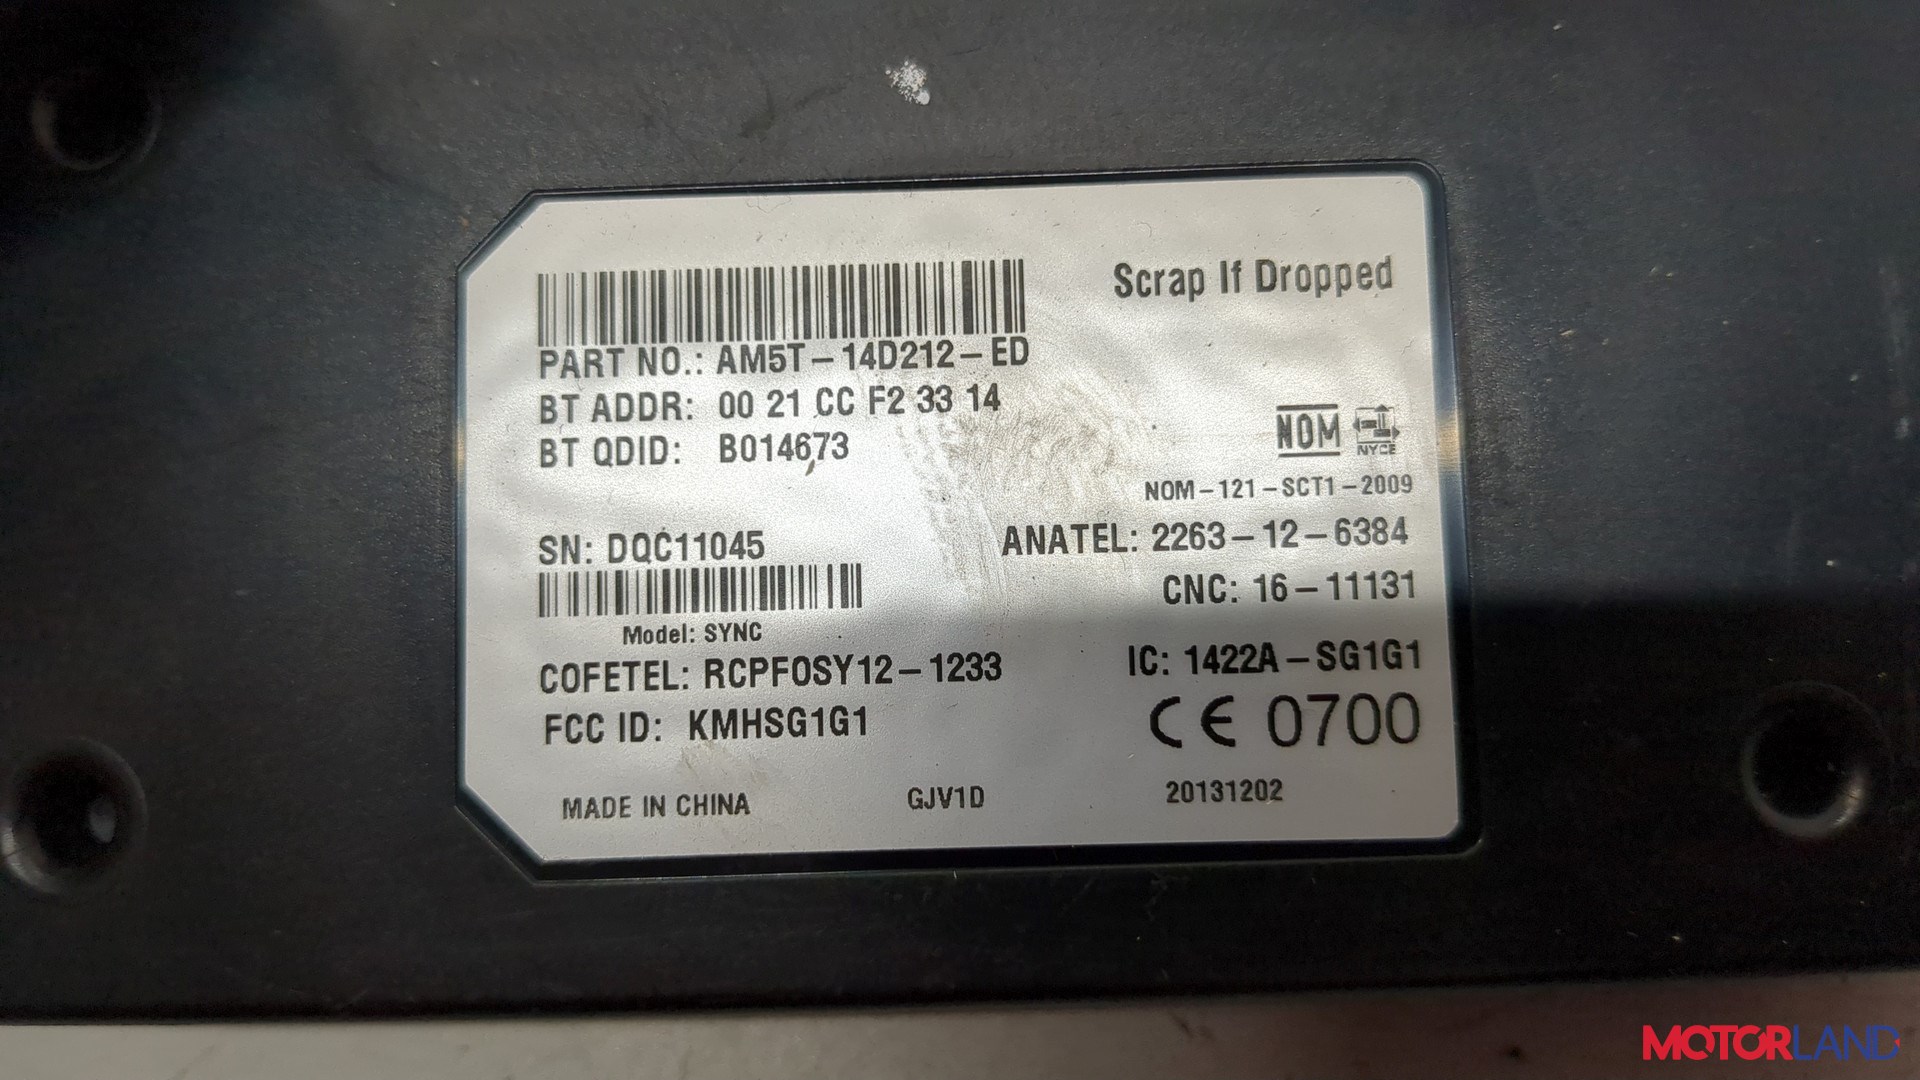 Scrap If Dropped
PART NO.: AM5T-14D212-ED
BT ADDR: 00 21 CC F2 33 14
BT QDID: B014673
NOM
NYCE
NOM-121-SCT1-2009
SN: DQC11045
ANATEL: 2263-12-6384
CNC: 16-11131
Model: SYNC
COFETEL: RCPFOSY12-1233
IC: 1422A-SG1G1
FCC ID: KMHSG1G1
CE 0700
MADE IN CHINA
GJV1D
20131202
MOTORLAND